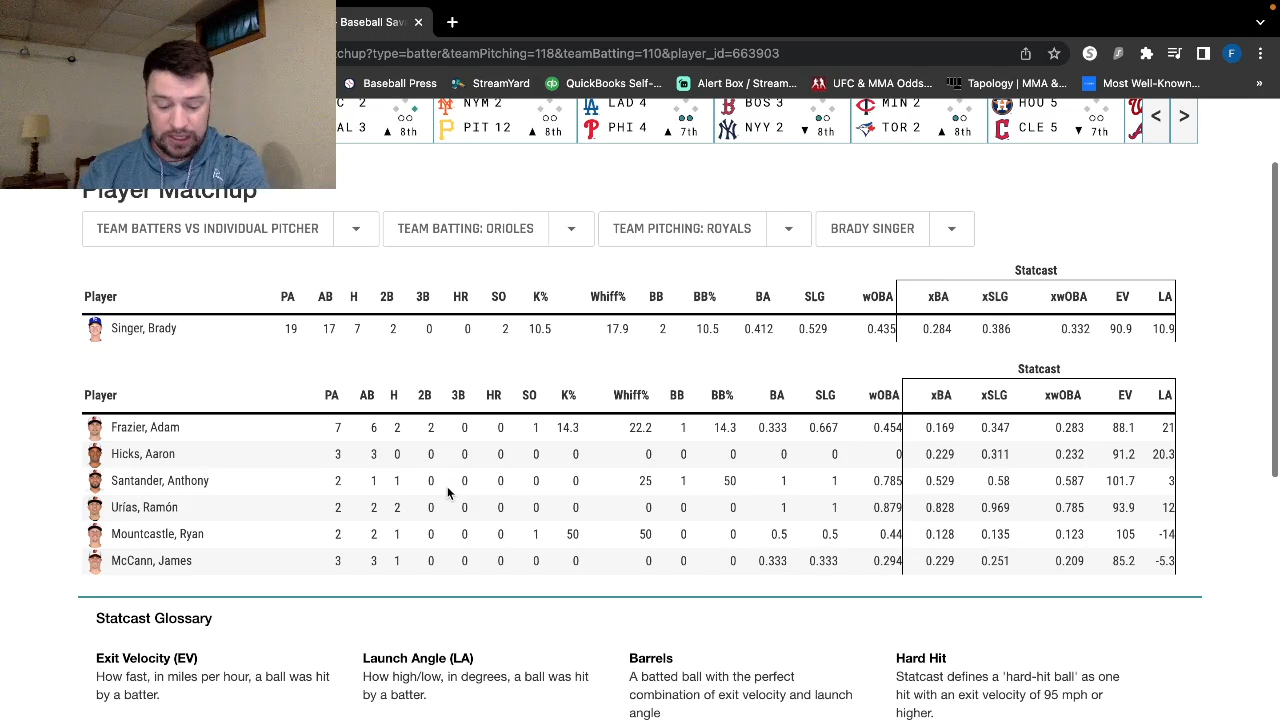 Baseball Sav
chup?type=batter&teamPitching=118&teamBatting=110&player_id=663903
F
Baseball Press StreamYard QuickBooks Self-... Alert Box / Stream... UFC & MMA Odds... Tapology | MMA &... Most Well-Known... »
C 2 NYM 2 LAD 4 BOS 3 MIN 2 HOU 5
AL 3 ▲ 8th PIT 12 ▲ 8th PHI 4 ▲ 7th NYY 2 ▼ 8th TOR 2 ▲ 8th CLE 5 ▼ 7th < >
Player Matchup
TEAM BATTERS VS INDIVIDUAL PITCHER TEAM BATTING: ORIOLES TEAM PITCHING: ROYALS BRADY SINGER
Statcast
Player PA AB H 2B 3B HR SO K% Whiff% BB BB% BA SLG wOBA xBA xSLG xwOBA EV LA
Singer, Brady 19 17 7 2 0 0 2 10.5 17.9 2 10.5 0.412 0.529 0.435 0.284 0.386 0.332 90.9 10.9
Statcast
Player PA AB H 2B 3B HR SO K% Whiff% BB BB% BA SLG wOBA xBA xSLG xwOBA EV LA
Frazier, Adam 7 6 2 2 0 0 1 14.3 22.2 1 14.3 0.333 0.667 0.454 0.169 0.347 0.283 88.1 21
Hicks, Aaron 3 3 0 0 0 0 0 0 0 0 0 0 0 0 0.229 0.311 0.232 91.2 20.3
Santander, Anthony 2 1 1 0 0 0 0 0 25 1 50 1 1 0.785 0.529 0.58 0.587 101.7 3
Urías, Ramón 2 2 2 0 0 0 0 0 0 0 0 1 1 0.879 0.828 0.969 0.785 93.9 12
Mountcastle, Ryan 2 2 1 0 0 0 1 50 50 0 0 0.5 0.5 0.44 0.128 0.135 0.123 105 -14
McCann, James 3 3 1 0 0 0 0 0 0 0 0 0.333 0.333 0.294 0.229 0.251 0.209 85.2 -5.3
Statcast Glossary
Exit Velocity (EV) Launch Angle (LA) Barrels Hard Hit
How fast, in miles per hour, a ball was hit How high/low, in degrees, a ball was hit A batted ball with the perfect Statcast defines a 'hard-hit ball' as one
by a batter. by a batter. combination of exit velocity and launch hit with an exit velocity of 95 mph or
angle higher.